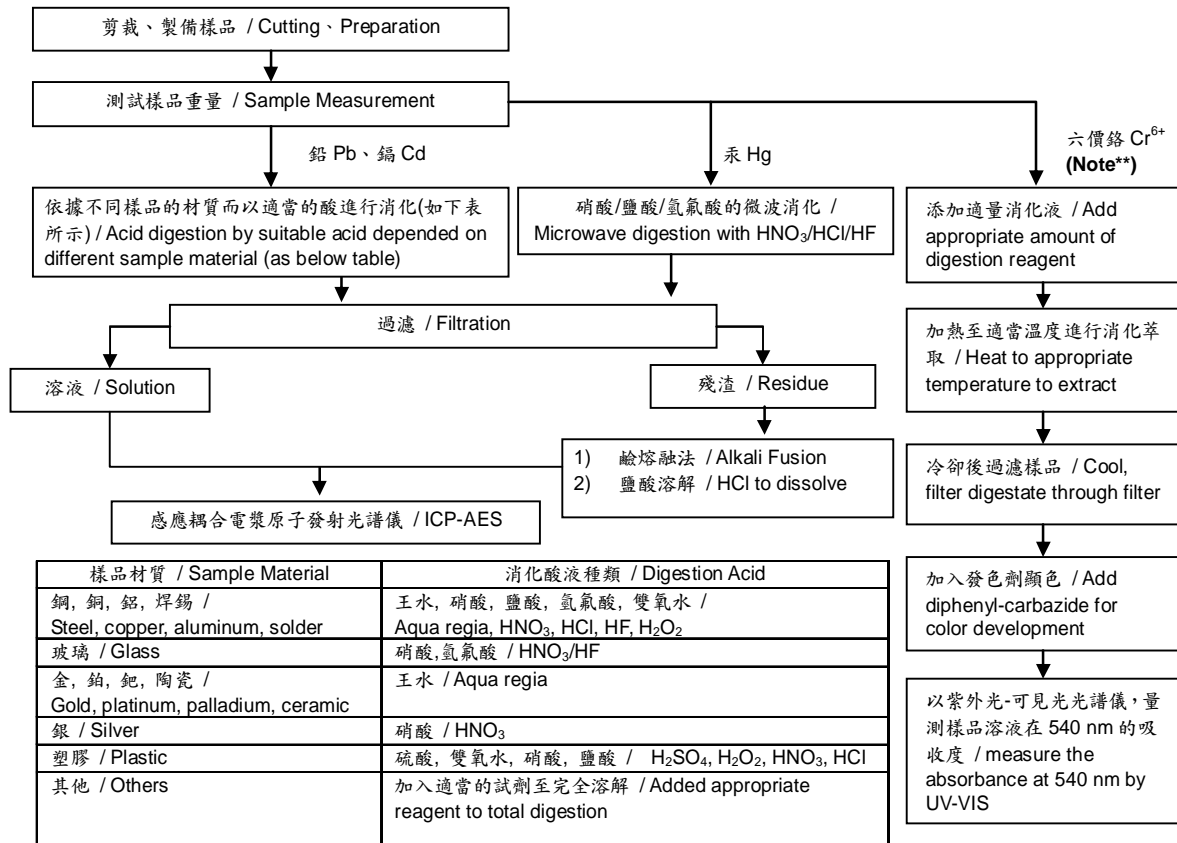 剪裁、製備樣品 / Cutting、Preparation
測試樣品重量 / Sample Measurement
鉛 Pb、鎘 Cd
汞 Hg
六價鉻 Cr⁶⁺
(Note**)
依據不同樣品的材質而以適當的酸進行消化(如下表
所示) / Acid digestion by suitable acid depended on
different sample material (as below table)
硝酸/鹽酸/氫氟酸的微波消化 /
Microwave digestion with HNO₃/HCl/HF
添加適量消化液 / Add
appropriate amount of
digestion reagent
過濾 / Filtration
加熱至適當溫度進行消化萃
取 / Heat to appropriate
temperature to extract
溶液 / Solution
殘渣 / Residue
1) 鹼熔融法 / Alkali Fusion
2) 鹽酸溶解 / HCl to dissolve
冷卻後過濾樣品 / Cool,
filter digestate through filter
感應耦合電漿原子發射光譜儀 / ICP-AES
加入發色劑顯色 / Add
diphenyl-carbazide for
color development
以紫外光-可見光光譜儀，量
測樣品溶液在 540 nm 的吸
收度 / measure the
absorbance at 540 nm by
UV-VIS
樣品材質 / Sample Material
消化酸液種類 / Digestion Acid
鋼, 銅, 鋁, 焊錫 /
Steel, copper, aluminum, solder
王水, 硝酸, 鹽酸, 氫氟酸, 雙氧水 /
Aqua regia, HNO₃, HCl, HF, H₂O₂
玻璃 / Glass
硝酸,氫氟酸 / HNO₃/HF
金, 鉑, 鈀, 陶瓷 /
Gold, platinum, palladium, ceramic
王水 / Aqua regia
銀 / Silver
硝酸 / HNO₃
塑膠 / Plastic
硫酸, 雙氧水, 硝酸, 鹽酸 / H₂SO₄, H₂O₂, HNO₃, HCl
其他 / Others
加入適當的試劑至完全溶解 / Added appropriate
reagent to total digestion